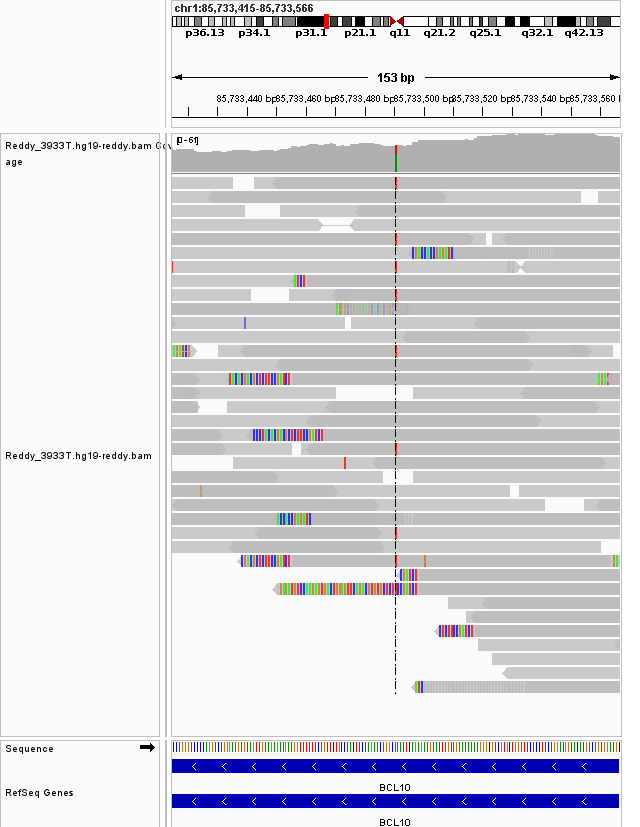 chr1:85,733,415-85,733,566
p36.13 p34.1 p31.1 p21.1 q11 q21.2 q25.1 q32.1 q42.13
153 bp
85,733,440 bp 85,733,460 bp 85,733,480 bp 85,733,500 bp 85,733,520 bp 85,733,540 bp 85,733,560 b
[0-61]
Reddy_3933T.hg19-reddy.bam Cov
age
Reddy_3933T.hg19-reddy.bam
Sequence
RefSeq Genes
BCL10
BCL10